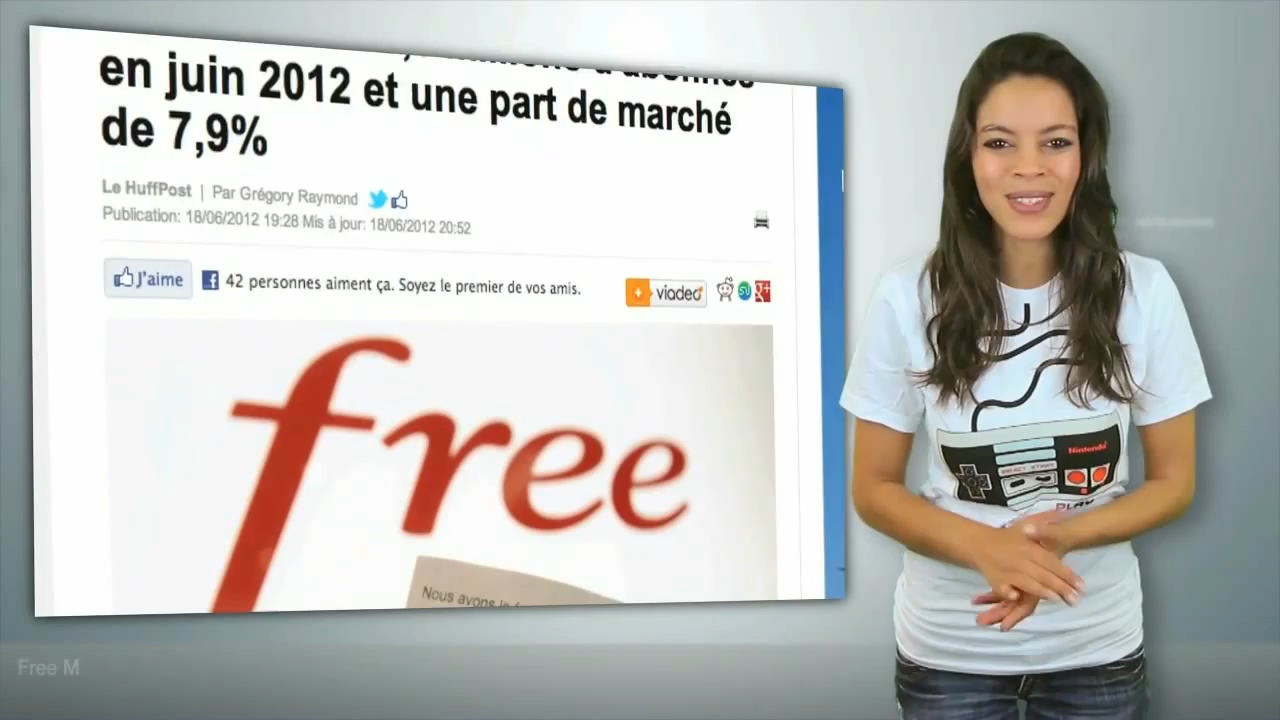 en juin 2012 et une part de marché
de 7,9%
Le HuffPost | Par Grégory Raymond
Publication: 18/06/2012 19:28 Mis à jour: 18/06/2012 20:52
J'aime 42 personnes aiment ça. Soyez le premier de vos amis.
viadeo
free
Nous avons
Nintendo
Free M